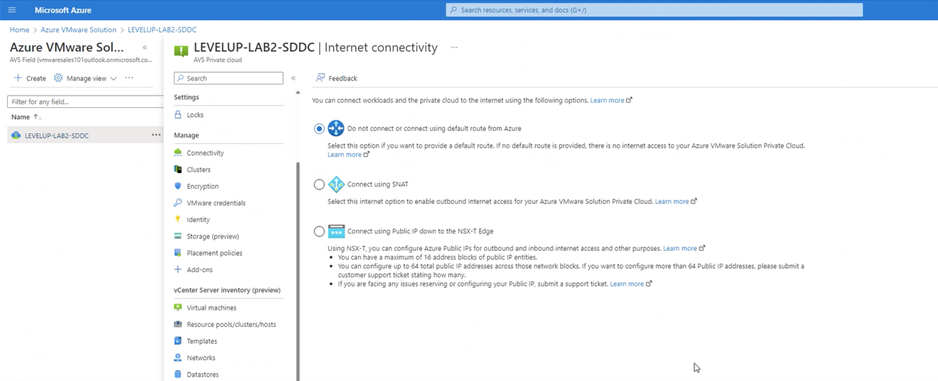 Microsoft Azure
Search resources, services, and docs (G+/)
Home > Azure VMware Solution > LEVELUP-LAB2-SDDC
Azure VMware Sol... «
AVS Field (vmwaresales101outlook.onmicrosoft.co...
+ Create Manage view ...
Filter for any field...
Name ↑
LEVELUP-LAB2-SDDC ...
LEVELUP-LAB2-SDDC | Internet connectivity ...
AVS Private cloud
Search «
Settings
Locks
Manage
Connectivity
Clusters
Encryption
VMware credentials
Identity
Storage (preview)
Placement policies
+ Add-ons
vCenter Server inventory (preview)
Virtual machines
Resource pools/clusters/hosts
Templates
Networks
Datastores
Feedback
You can connect workloads and the private cloud to the internet using the following options. Learn more
Do not connect or connect using default route from Azure
Select this option if you want to provide a default route. If no default route is provided, there is no internet access to your Azure VMware Solution Private Cloud.
Learn more
Connect using SNAT
Select this internet option to enable outbound Internet access for your Azure VMware Solution Private Cloud. Learn more
Connect using Public IP down to the NSX-T Edge
Using NSX-T, you can configure Azure Public IPs for outbound and inbound internet access and other purposes. Learn more
• You can have a maximum of 16 address blocks of public IP entities.
• You can configure up to 64 total public IP addresses across those network blocks. If you want to configure more than 64 Public IP addresses, please submit a
customer support ticket stating how many.
• If you are facing any issues reserving or configuring your Public IP, submit a support ticket. Learn more